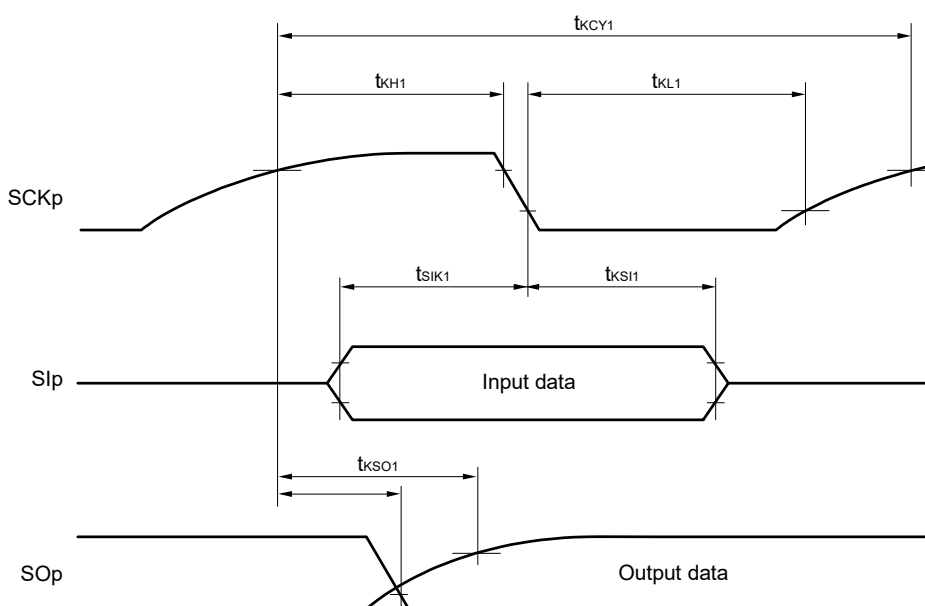 tKCY1
tKH1
tKL1
SCKp
tSIK1
tKSI1
SIp
Input data
tKSO1
SOp
Output data